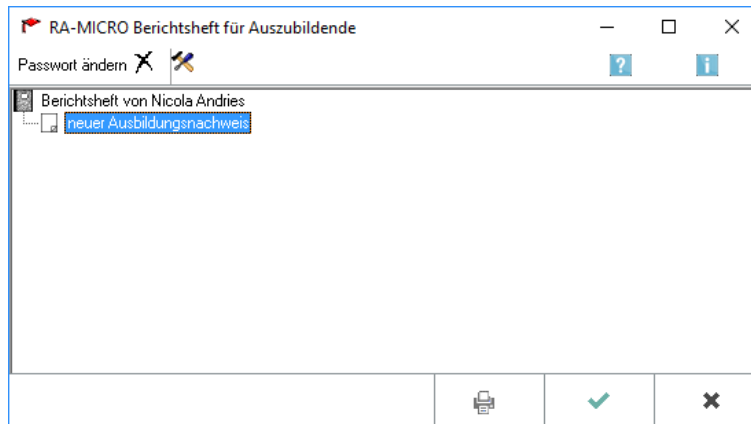 RA-MICRO Berichtsheft für Auszubildende
Passwort ändern
?
i
Berichtsheft von Nicola Andries
neuer Ausbildungsnachweis